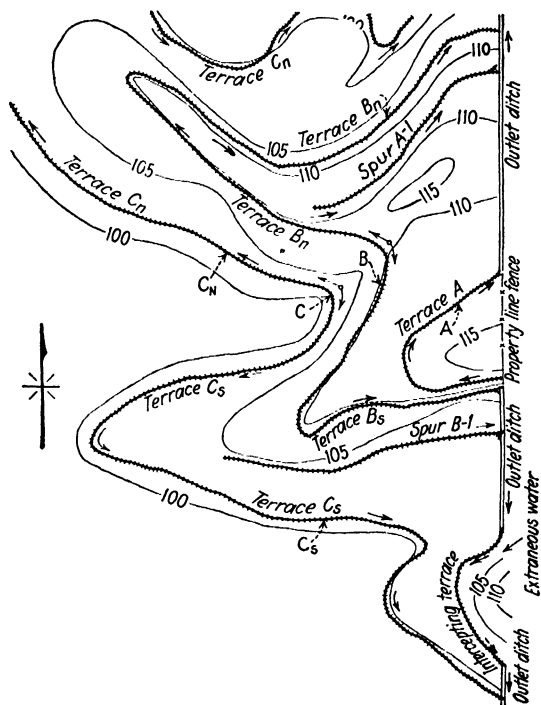 Terrace Cn
110
110
Outlet ditch
Terrace Bn
105
110
Spur A-1
110
Terrace Cn
105
115
110
100
Terrace Bn
B
CN
C
Terrace A
A
115
Property line fence
Terrace Cs
Terrace Bs
Spur B-1
105
Outlet ditch
100
Terrace Cs
Cs
Extraneous water
105
110
Intercepting terrace
Outlet ditch